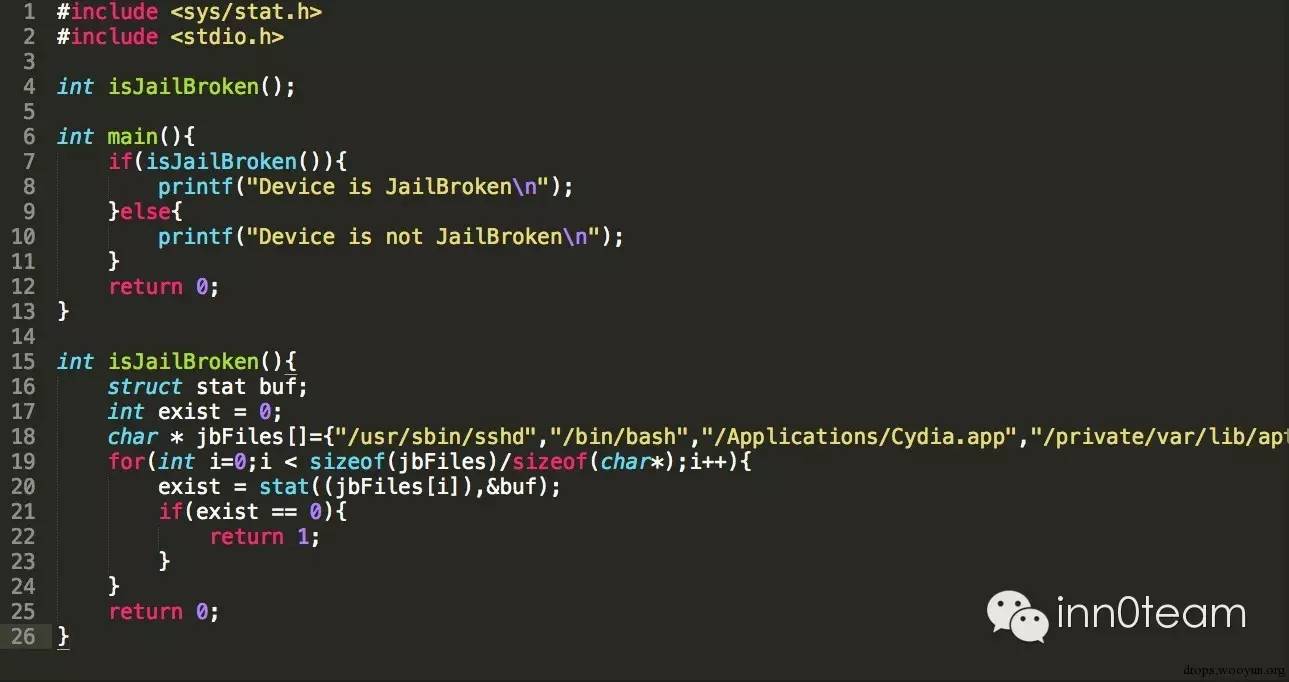 1 #include <sys/stat.h>
2 #include <stdio.h>
3
4 int isJailBroken();
5
6 int main(){
7     if(isJailBroken()){
8         printf("Device is JailBroken\n");
9     }else{
10         printf("Device is not JailBroken\n");
11     }
12     return 0;
13 }
14
15 int isJailBroken(){
16     struct stat buf;
17     int exist = 0;
18     char * jbFiles[]={"/usr/sbin/sshd","/bin/bash","/Applications/Cydia.app","/private/var/lib/apt
19     for(int i=0;i < sizeof(jbFiles)/sizeof(char*);i++){
20         exist = stat((jbFiles[i]),&buf);
21         if(exist == 0){
22             return 1;
23         }
24     }
25     return 0;
26 }
inn0team
drops.wooyun.org